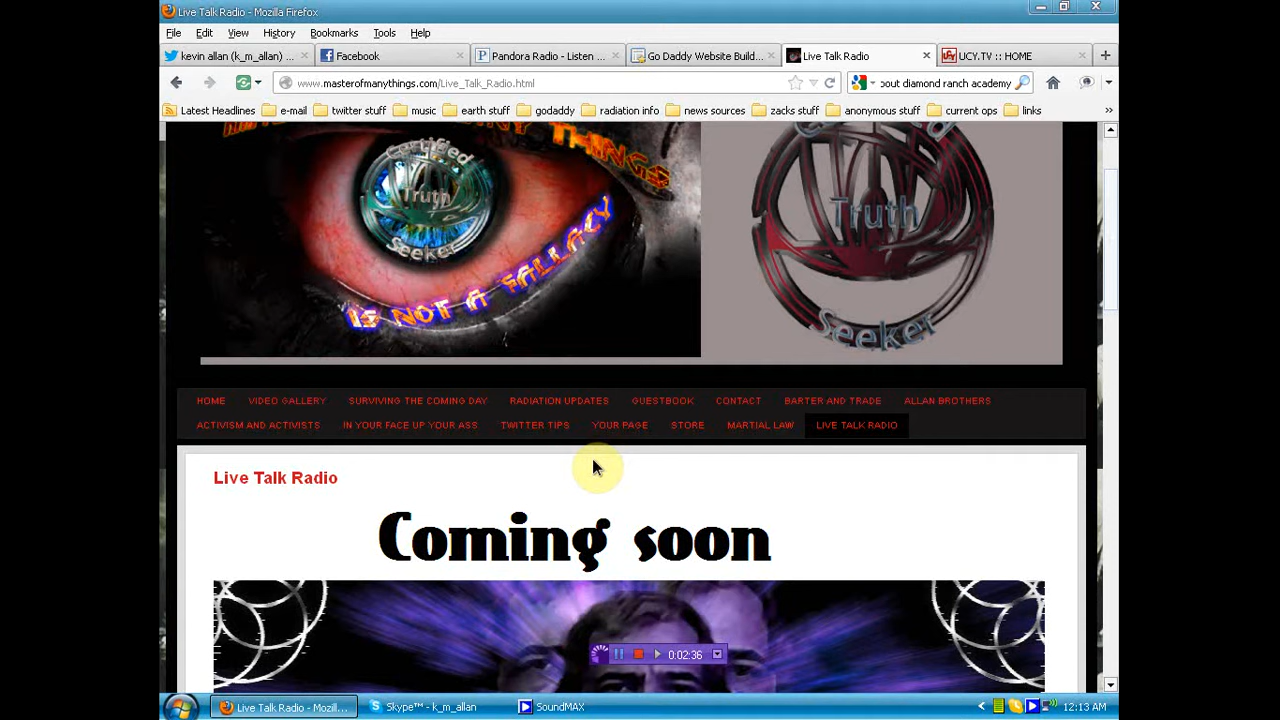 Live Talk Radio - Mozilla Firefox
File Edit View History Bookmarks Tools Help
kevin allan (k_m_allan) ... Facebook Pandora Radio - Listen ... Go Daddy Website Build... Live Talk Radio UCY.TV :: HOME
www.masterofmanythings.com/Live_Talk_Radio.html
out diamond ranch academy
Latest Headlines e-mail twitter stuff music earth stuff godaddy radiation info news sources zacks stuff anonymous stuff current ops links
THINGS
Certified
Truth
Seeker
IS NOT A FALLACY
Truth
Seeker
HOME VIDEO GALLERY SURVIVING THE COMING DAY RADIATION UPDATES GUESTBOOK CONTACT BARTER AND TRADE ALLAN BROTHERS
ACTIVISM AND ACTIVISTS IN YOUR FACE UP YOUR ASS TWITTER TIPS YOUR PAGE STORE MARTIAL LAW LIVE TALK RADIO
Live Talk Radio
Coming soon
0:02:36
Live Talk Radio - Mozill... Skype™ - k_m_allan SoundMAX 12:13 AM